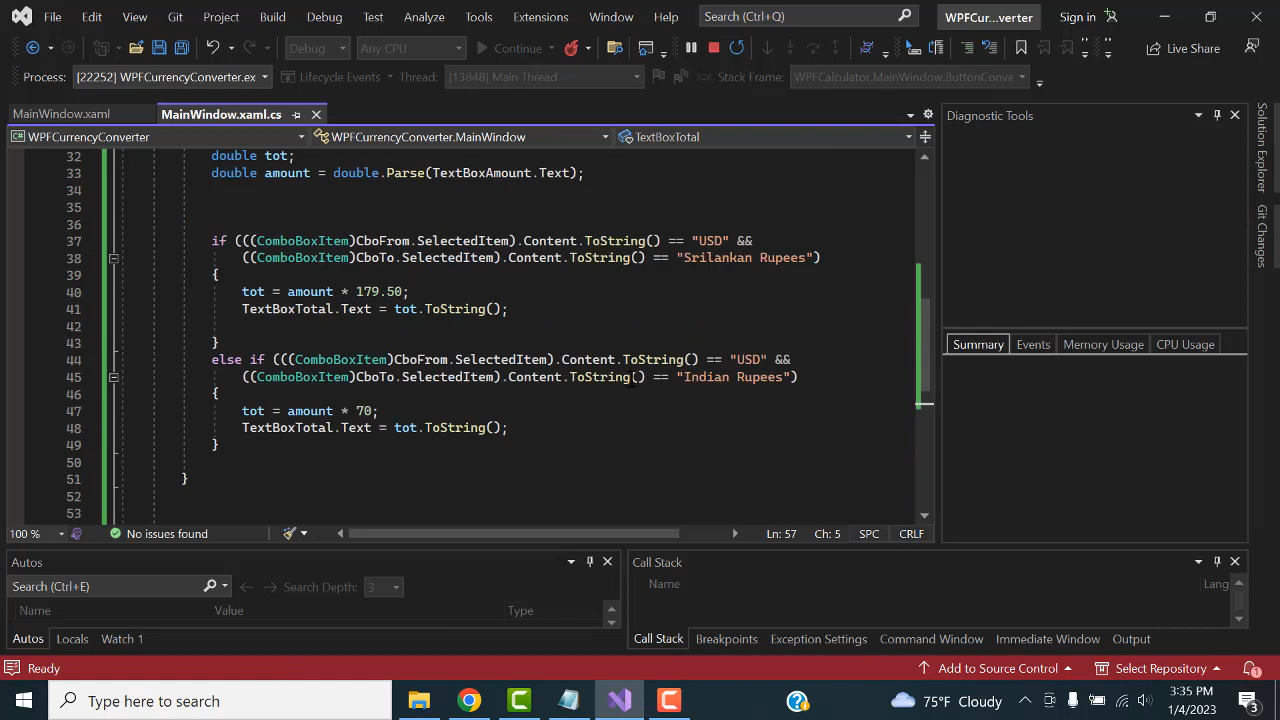 File Edit View Git Project Build Debug Test Analyze Tools Extensions Window Help Search (Ctrl+Q) WPFCur...verter Sign in
Debug Any CPU Continue Live Share
Process: [22252] WPFCurrencyConverter.ex Lifecycle Events Thread: [13848] Main Thread Stack Frame: WPFCalculator.MainWindow.ButtonConve
MainWindow.xaml MainWindow.xaml.cs
WPFCurrencyConverter WPFCurrencyConverter.MainWindow TextBoxTotal
32 double tot;
33 double amount = double.Parse(TextBoxAmount.Text);
34
35
36
37 if (((ComboBoxItem)CboFrom.SelectedItem).Content.ToString() == "USD" &&
38 ((ComboBoxItem)CboTo.SelectedItem).Content.ToString() == "Srilankan Rupees")
39 {
40 tot = amount * 179.50;
41 TextBoxTotal.Text = tot.ToString();
42
43 }
44 else if (((ComboBoxItem)CboFrom.SelectedItem).Content.ToString() == "USD" &&
45 ((ComboBoxItem)CboTo.SelectedItem).Content.ToString() == "Indian Rupees")
46 {
47 tot = amount * 70;
48 TextBoxTotal.Text = tot.ToString();
49 }
50
51 }
52
53
100 % No issues found Ln: 57 Ch: 5 SPC CRLF
Diagnostic Tools
Summary Events Memory Usage CPU Usage
Solution Explorer
Git Changes
Autos
Search (Ctrl+E) Search Depth: 3
Name Value Type
Autos Locals Watch 1
Call Stack
Name Lang
Call Stack Breakpoints Exception Settings Command Window Immediate Window Output
Ready Add to Source Control Select Repository 1
Type here to search 75°F Cloudy 3:35 PM
1/4/2023 3